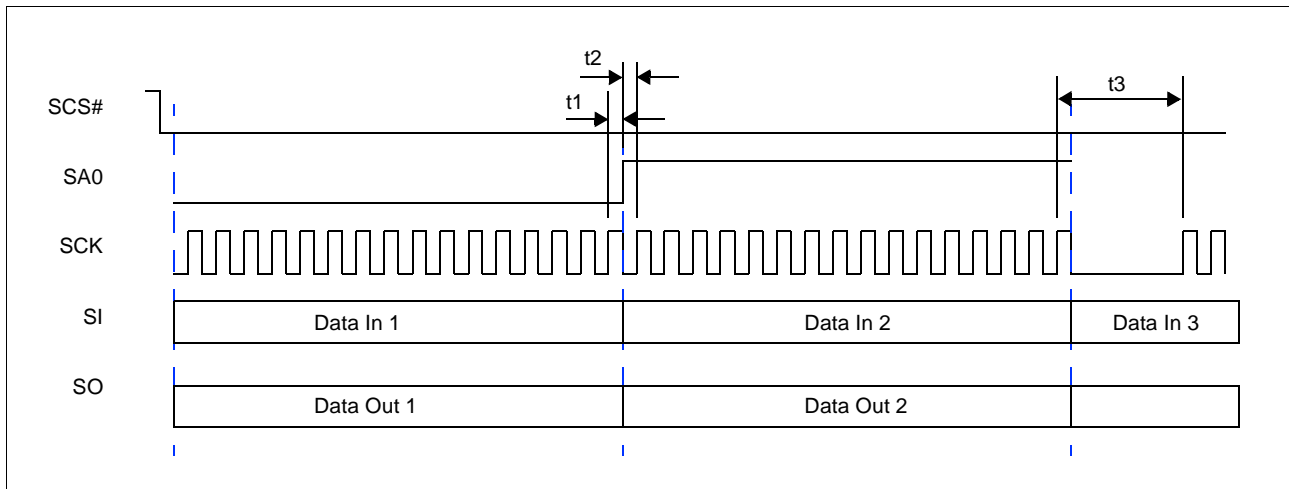 t2
t3
SCS#
t1
SA0
SCK
SI
Data In 1
Data In 2
Data In 3
SO
Data Out 1
Data Out 2